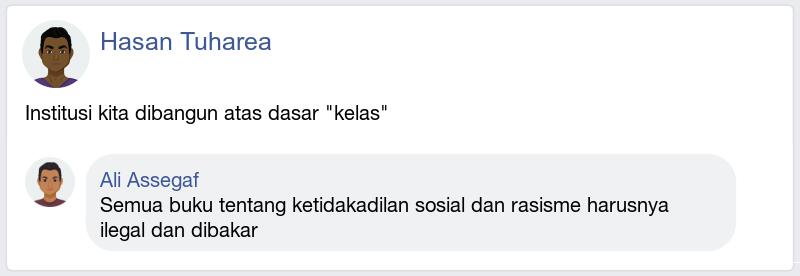 Hasan Tuharea
Institusi kita dibangun atas dasar "kelas"
Ali Assegaf
Semua buku tentang ketidakadilan sosial dan rasisme harusnya
ilegal dan dibakar